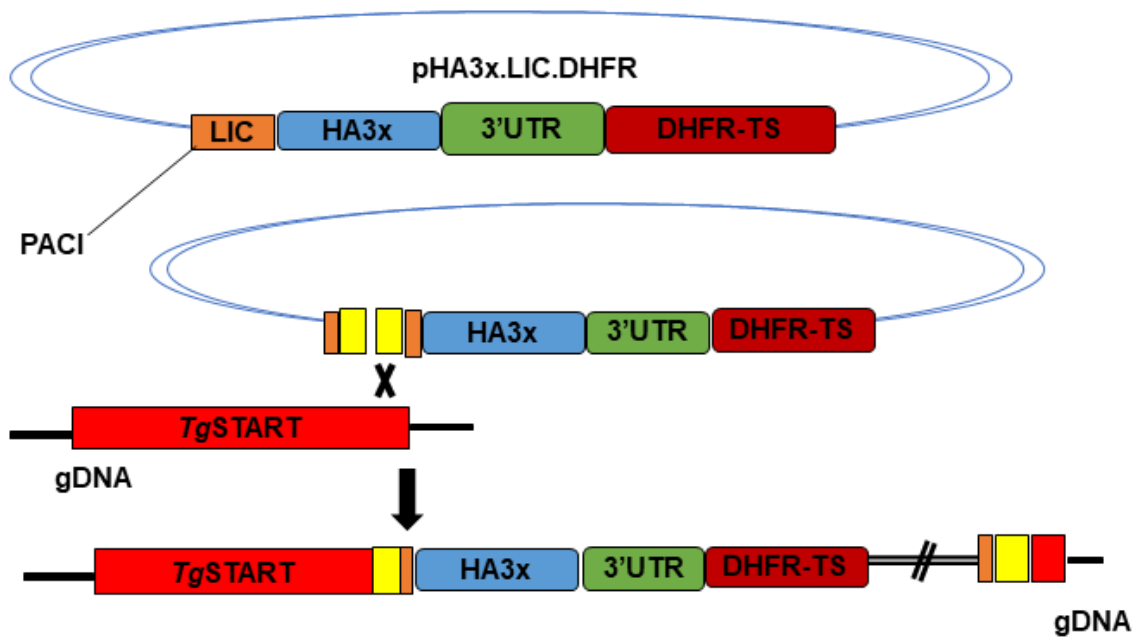 pHA3x.LIC.DHFR
LIC HA3x 3'UTR DHFR-TS
PACI
HA3x 3'UTR DHFR-TS
TgSTART
gDNA
TgSTART HA3x 3'UTR DHFR-TS
gDNA